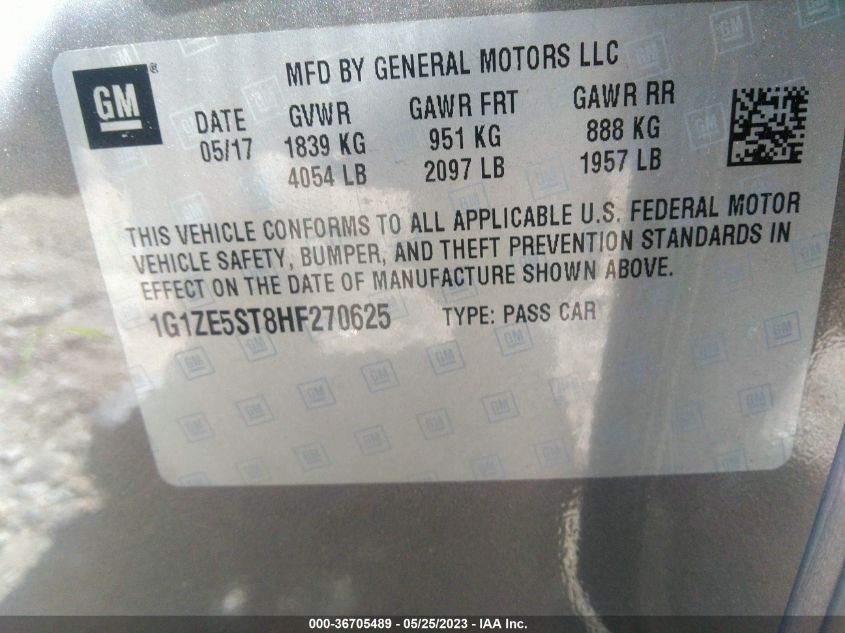 GM®
MFD BY GENERAL MOTORS LLC
DATE GVWR GAWR FRT GAWR RR
05/17 1839 KG 951 KG 888 KG
4054 LB 2097 LB 1957 LB
THIS VEHICLE CONFORMS TO ALL APPLICABLE U.S. FEDERAL MOTOR
VEHICLE SAFETY, BUMPER, AND THEFT PREVENTION STANDARDS IN
EFFECT ON THE DATE OF MANUFACTURE SHOWN ABOVE.
1G1ZE5ST8HF270625 TYPE: PASS CAR
000-36705489 - 05/25/2023 - IAA Inc.